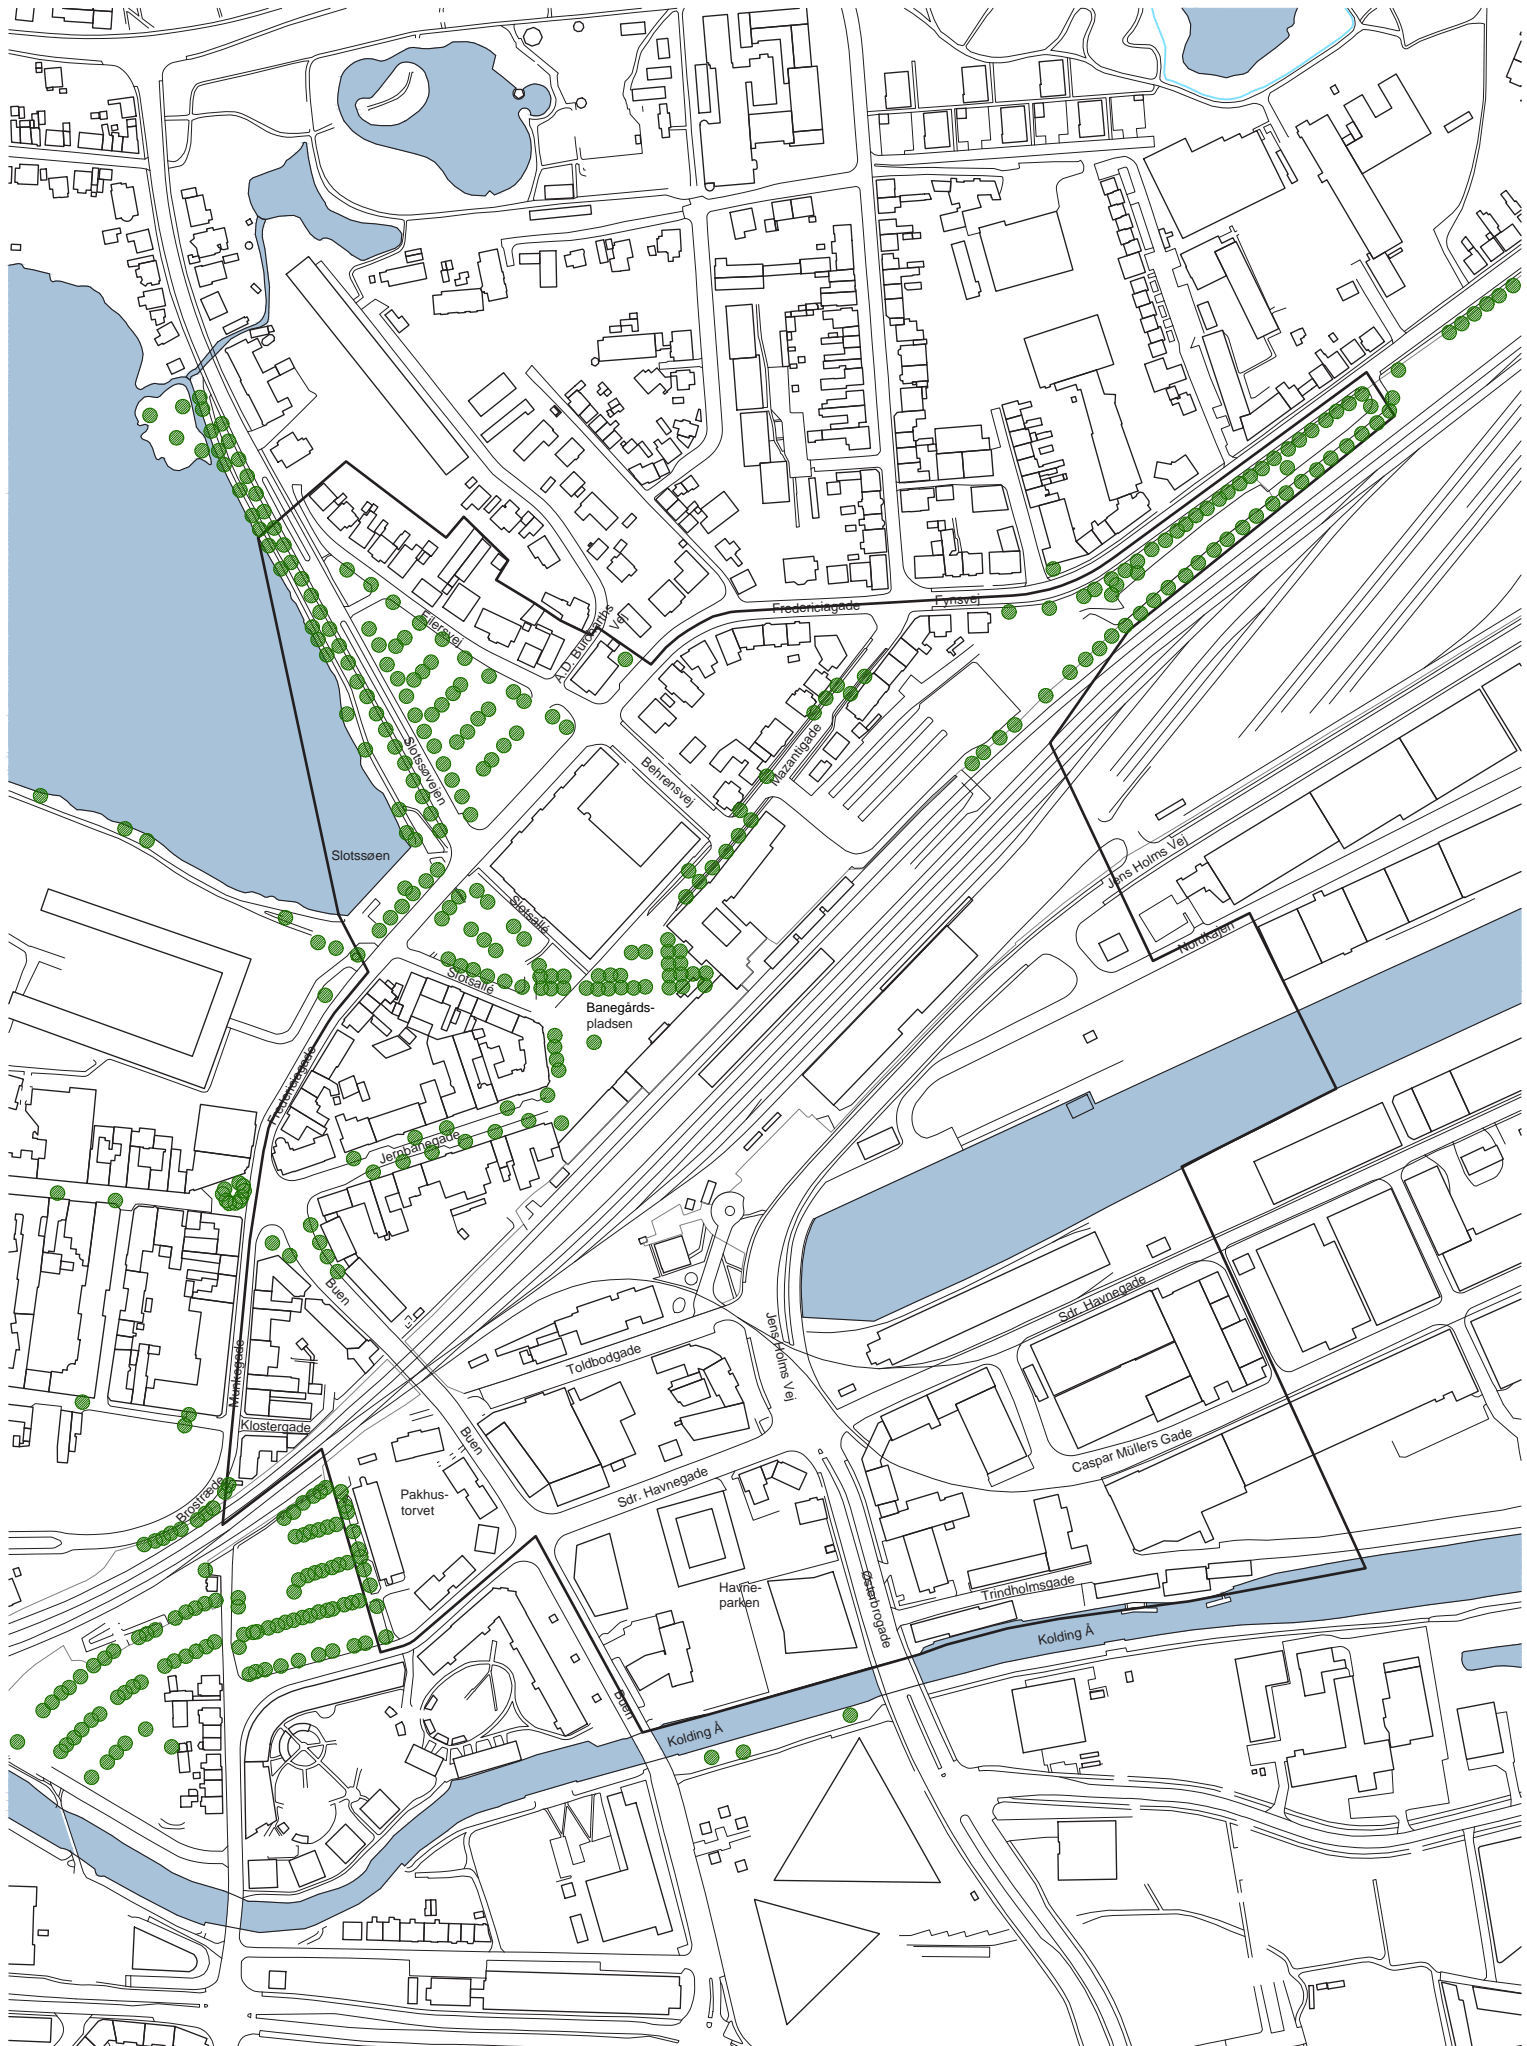 Fredericiagade
Fynsvej
Eilersvej
A.D. Burcharths
Vej
Slotssøvejen
Behrensvej
Mazantigade
Slotssøen
Jens Holms Vej
Slotsallé
Nordkajen
Slotsallé
Banegårds-
pladsen
Fredericiagade
Jernbanegade
Buen
Sdr. Havnegade
Jens Holms Vej
Toldbodgade
Munkegade
Klostergade
Buen
Caspar Müllers Gade
Brostræde
Pakhus-
torvet
Sdr. Havnegade
Havne-
parken
Østerbrogade
Trindholmsgade
Kolding Å
Buen
Kolding Å